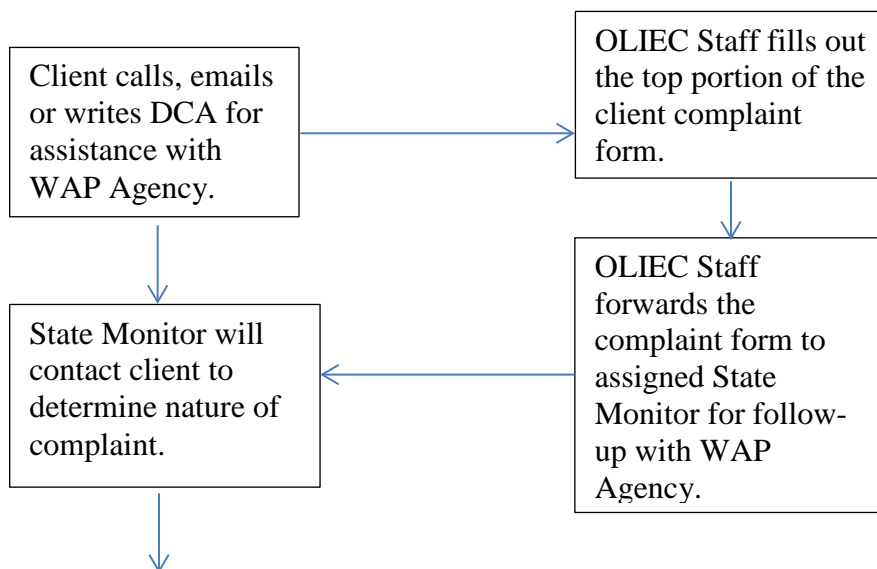 Client calls, emails
or writes DCA for
assistance with
WAP Agency.
OLIEC Staff fills out
the top portion of the
client complaint
form.
OLIEC Staff
forwards the
complaint form to
assigned State
Monitor for follow-
up with WAP
Agency.
State Monitor will
contact client to
determine nature of
complaint.